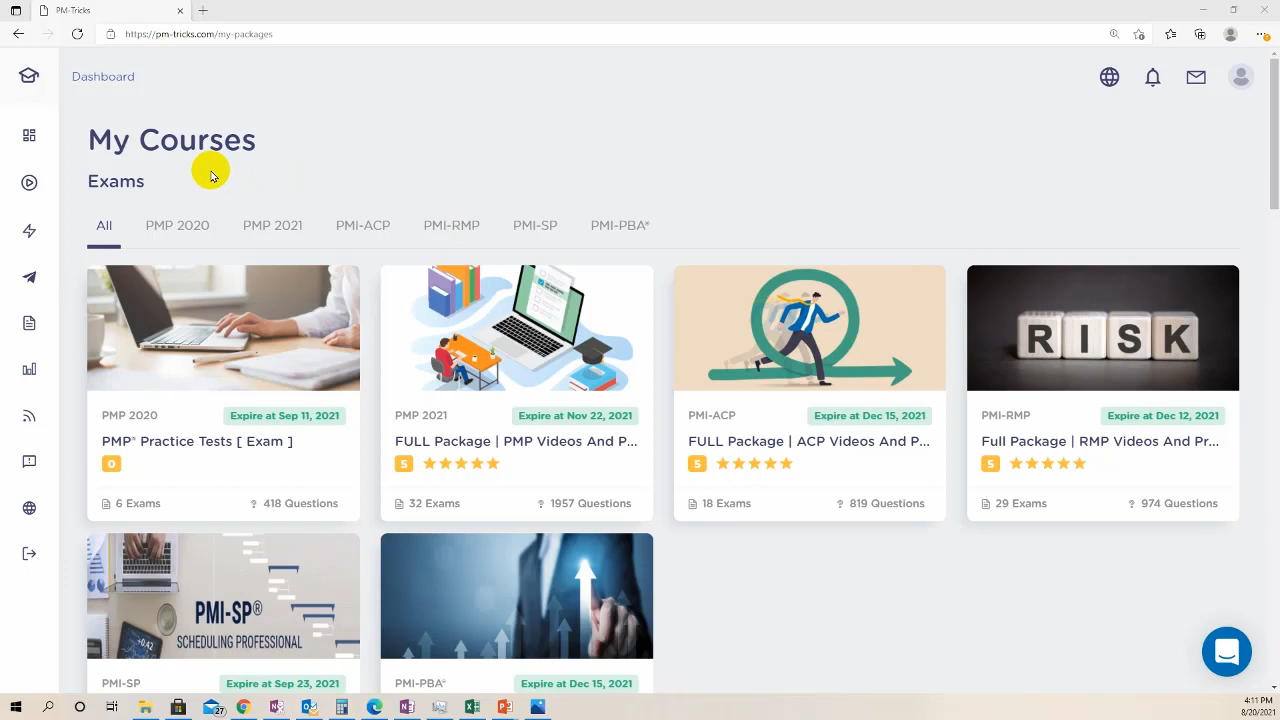 PM-Tricks
https://pm-tricks.com/my-packages
Dashboard
My Courses
Exams
All PMP 2020 PMP 2021 PMI-ACP PMI-RMP PMI-SP PMI-PBA®
RISK
PMP 2020 Expire at Sep 11, 2021
PMP® Practice Tests [ Exam ]
0
6 Exams 418 Questions
PMP 2021 Expire at Nov 22, 2021
FULL Package | PMP Videos And P...
5
32 Exams 1957 Questions
PMI-ACP Expire at Dec 15, 2021
FULL Package | ACP Videos And P...
5
18 Exams 819 Questions
PMI-RMP Expire at Dec 12, 2021
Full Package | RMP Videos And Pr...
5
29 Exams 974 Questions
PMI-SP®
SCHEDULING PROFESSIONAL
PMI-SP Expire at Sep 23, 2021
PMI-PBA® Expire at Dec 15, 2021
27
4:11 PM
8/20/2021